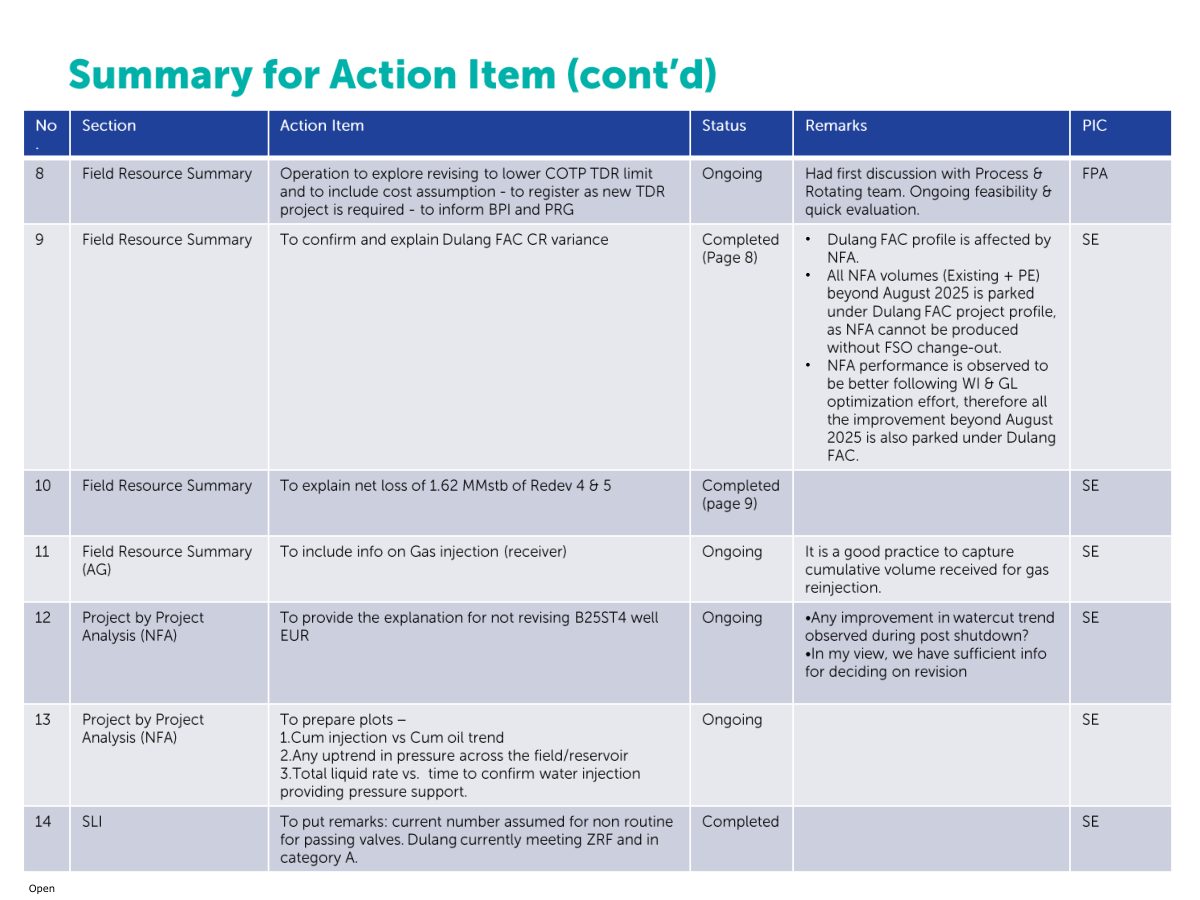 Summary for Action Item (cont’d)
No
.
Section
Action Item
Status
Remarks
PIC
8
Field Resource Summary
Operation to explore revising to lower COTP TDR limit
and to include cost assumption - to register as new TDR
project is required - to inform BPI and PRG
Ongoing
Had first discussion with Process &
Rotating team. Ongoing feasibility &
quick evaluation.
FPA
9
Field Resource Summary
To confirm and explain Dulang FAC CR variance
Completed
(Page 8)
• Dulang FAC profile is affected by
NFA.
• All NFA volumes (Existing + PE)
beyond August 2025 is parked
under Dulang FAC project profile,
as NFA cannot be produced
without FSO change-out.
• NFA performance is observed to
be better following WI & GL
optimization effort, therefore all
the improvement beyond August
2025 is also parked under Dulang
FAC.
SE
10
Field Resource Summary
To explain net loss of 1.62 MMstb of Redev 4 & 5
Completed
(page 9)
SE
11
Field Resource Summary
(AG)
To include info on Gas injection (receiver)
Ongoing
It is a good practice to capture
cumulative volume received for gas
reinjection.
SE
12
Project by Project
Analysis (NFA)
To provide the explanation for not revising B25ST4 well
EUR
Ongoing
•Any improvement in watercut trend
observed during post shutdown?
•In my view, we have sufficient info
for deciding on revision
SE
13
Project by Project
Analysis (NFA)
To prepare plots –
1.Cum injection vs Cum oil trend
2.Any uptrend in pressure across the field/reservoir
3.Total liquid rate vs. time to confirm water injection
providing pressure support.
Ongoing
SE
14
SLI
To put remarks: current number assumed for non routine
for passing valves. Dulang currently meeting ZRF and in
category A.
Completed
SE
Open